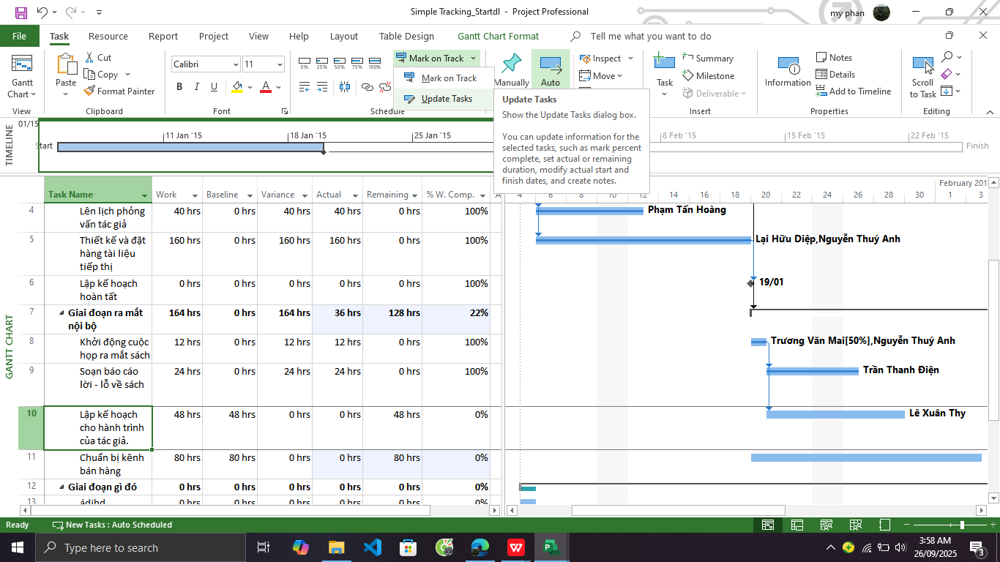 Simple Tracking_Startdl - Project Professional
my phan
File Task Resource Report Project View Help Layout Table Design Gantt Chart Format Tell me what you want to do
Gantt Chart
View
Paste
Cut
Copy
Format Painter
Clipboard
Calibri 11
B I U A
Font
0% 25% 50% 75% 100%
Schedule
Mark on Track
Mark on Track
Update Tasks
Manually
Auto
Inspect
Move
Task
Summary
Milestone
Deliverable
Insert
Information
Notes
Details
Add to Timeline
Properties
Scroll to Task
Editing
Update Tasks
Show the Update Tasks dialog box.
You can update information for the
selected tasks, such as mark percent
complete, set actual or remaining
duration, modify actual start and
finish dates, and create notes.
TIMELINE
01/15
11 Jan '15 18 Jan '15 25 Jan '15 8 Feb '15 15 Feb '15 22 Feb '15
Start
Finish
GANTT CHART
Task Name Work Baseline Variance Actual Remaining % W. Comp. A
February 201
4 8 10 12 14 16 18 20 22 24 26 28 30 1 3
4 Lên lịch phỏng vấn tác giả 40 hrs 0 hrs 40 hrs 40 hrs 0 hrs 100%
Phạm Tấn Hoàng
5 Thiết kế và đặt hàng tài liệu tiếp thị 160 hrs 0 hrs 160 hrs 160 hrs 0 hrs 100%
Lại Hữu Diệp,Nguyễn Thuý Anh
6 Lập kế hoạch hoàn tất 0 hrs 0 hrs 0 hrs 0 hrs 0 hrs 100%
19/01
7 Giai đoạn ra mắt nội bộ 164 hrs 0 hrs 164 hrs 36 hrs 128 hrs 22%
8 Khởi động cuộc họp ra mắt sách 12 hrs 0 hrs 12 hrs 12 hrs 0 hrs 100%
Trương Văn Mai[50%],Nguyễn Thuý Anh
9 Soạn báo cáo lời - lỗ về sách 24 hrs 0 hrs 24 hrs 24 hrs 0 hrs 100%
Trần Thanh Điện
10 Lập kế hoạch cho hành trình của tác giả. 48 hrs 48 hrs 0 hrs 0 hrs 48 hrs 0%
Lê Xuân Thy
11 Chuẩn bị kênh bán hàng 80 hrs 80 hrs 0 hrs 0 hrs 80 hrs 0%
12 Giai đoạn gì đó 0 hrs 0 hrs 0 hrs 0 hrs 0 hrs 0%
13 0 hrs 0 hrs 0 hrs 0 hrs 0 hrs 0%
Ready New Tasks : Auto Scheduled
Type here to search
3:58 AM
26/09/2025
3